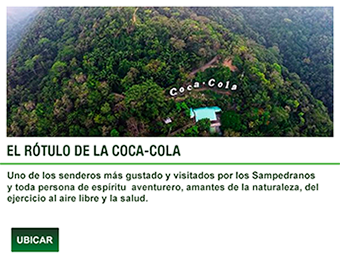 Coca-Cola
EL RÓTULO DE LA COCA-COLA
Uno de los senderos más gustado y visitados por los Sampedranos
y toda persona de espíritu aventurero, amantes de la naturaleza, del
ejercicio al aire libre y la salud.
UBICAR